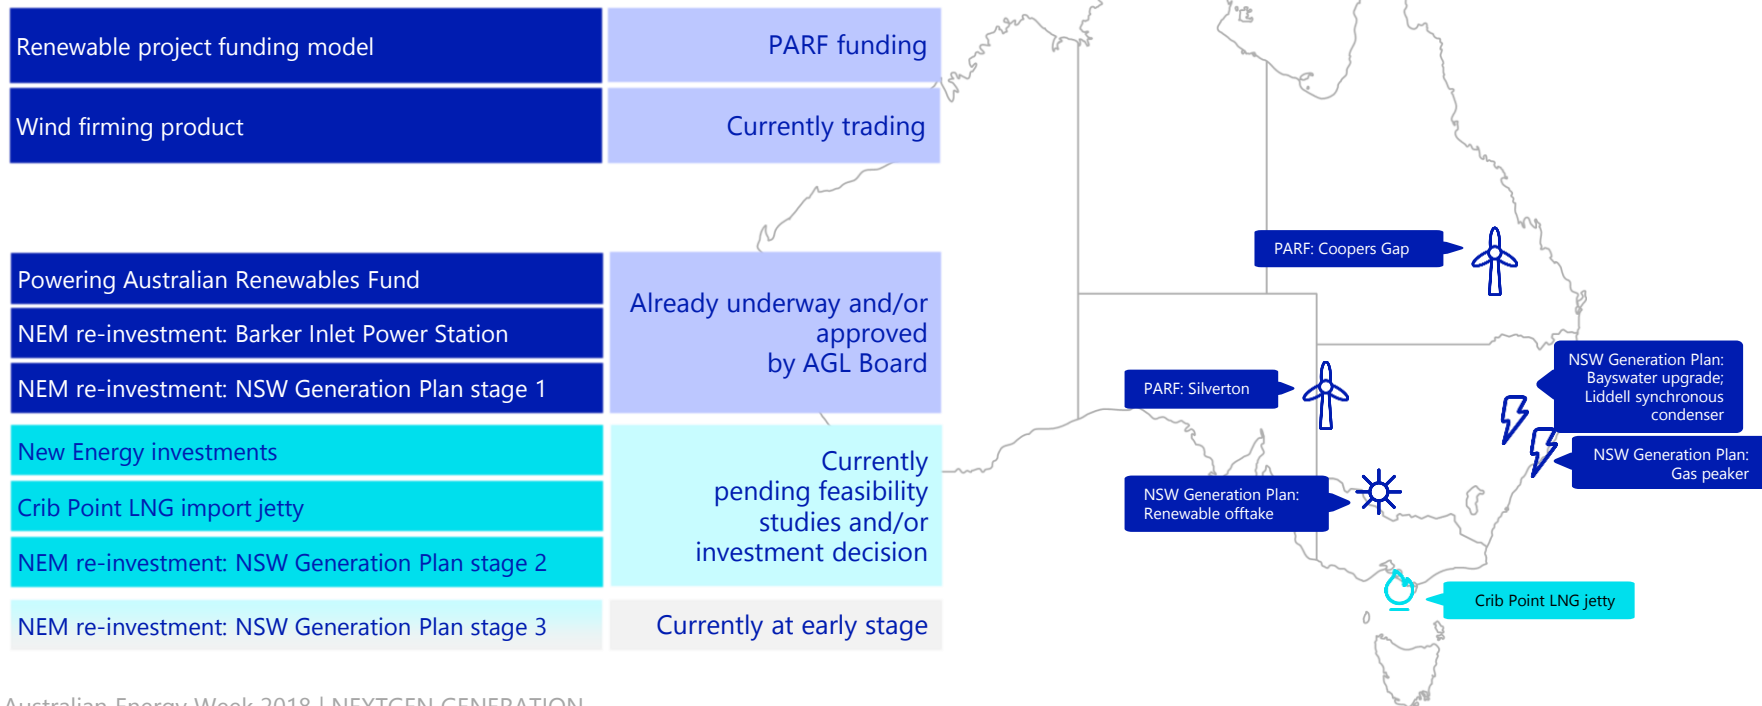 Renewable project funding model
PARF funding
Wind firming product
Currently trading
Powering Australian Renewables Fund
NEM re-investment: Barker Inlet Power Station
NEM re-investment: NSW Generation Plan stage 1
Already underway and/or
approved
by AGL Board
New Energy investments
Crib Point LNG import jetty
NEM re-investment: NSW Generation Plan stage 2
Currently
pending feasibility
studies and/or
investment decision
NEM re-investment: NSW Generation Plan stage 3
Currently at early stage
PARF: Coopers Gap
PARF: Silverton
NSW Generation Plan:
Bayswater upgrade;
Liddell synchronous
condenser
NSW Generation Plan:
Gas peaker
NSW Generation Plan:
Renewable offtake
Crib Point LNG jetty
Australian Energy Week 2018 | NEXTGEN GENERATION